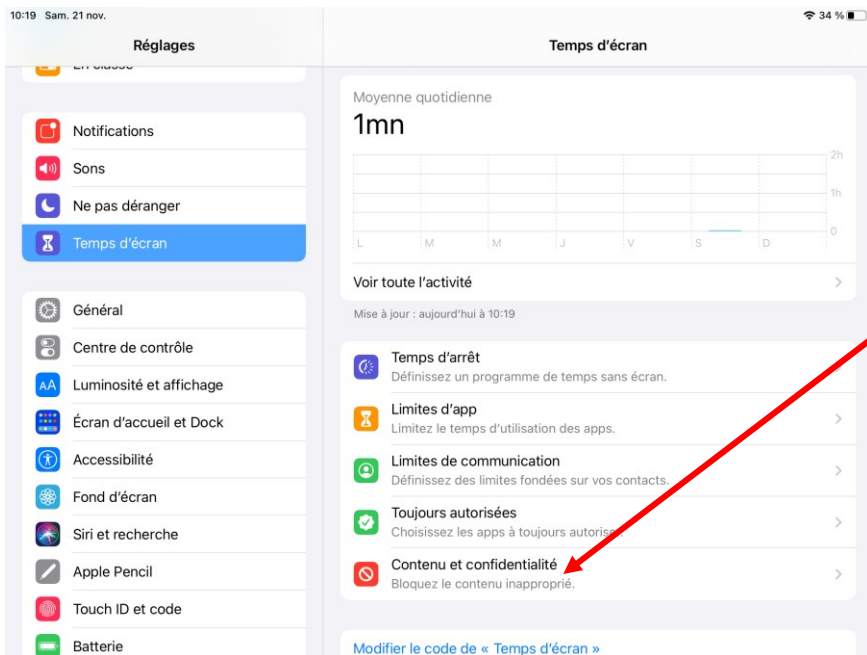 10:19 Sam. 21 nov.
34 %
Réglages
Temps d'écran
En classe
Notifications
Sons
Ne pas déranger
Temps d'écran
Général
Centre de contrôle
AA
Luminosité et affichage
Écran d'accueil et Dock
Accessibilité
Fond d'écran
Siri et recherche
Apple Pencil
Touch ID et code
Batterie
Moyenne quotidienne
1mn
2h
1h
0
L M M J V S D
Voir toute l'activité
Mise à jour : aujourd'hui à 10:19
Temps d'arrêt
Définissez un programme de temps sans écran.
Limites d'app
Limitez le temps d'utilisation des apps.
Limites de communication
Définissez des limites fondées sur vos contacts.
Toujours autorisées
Choisissez les apps à toujours autoriser.
Contenu et confidentialité
Bloquez le contenu inapproprié.
Modifier le code de « Temps d'écran »